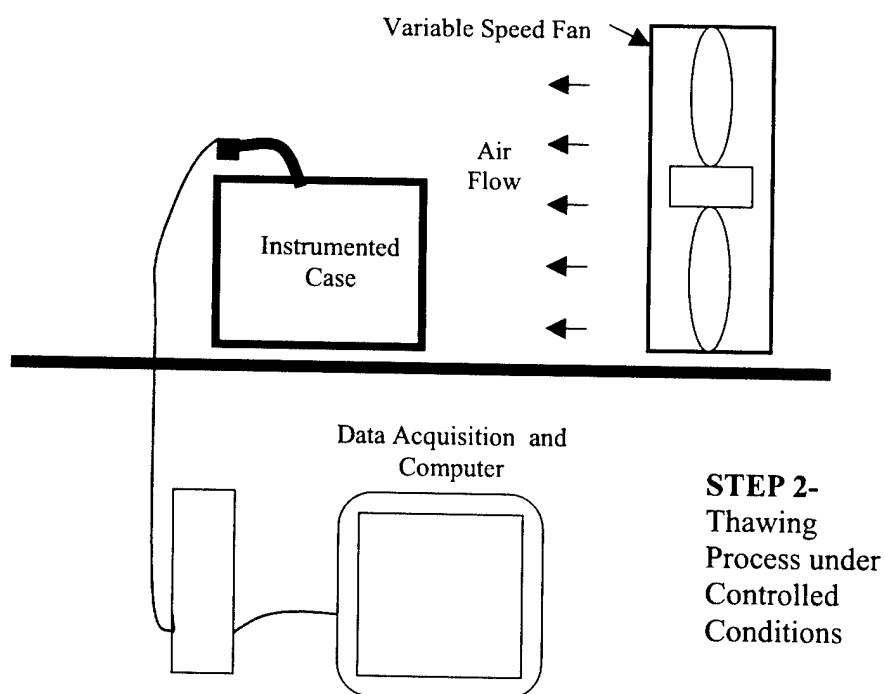 Variable Speed Fan
Air
Flow
Instrumented
Case
Data Acquisition and
Computer
STEP 2-
Thawing
Process under
Controlled
Conditions